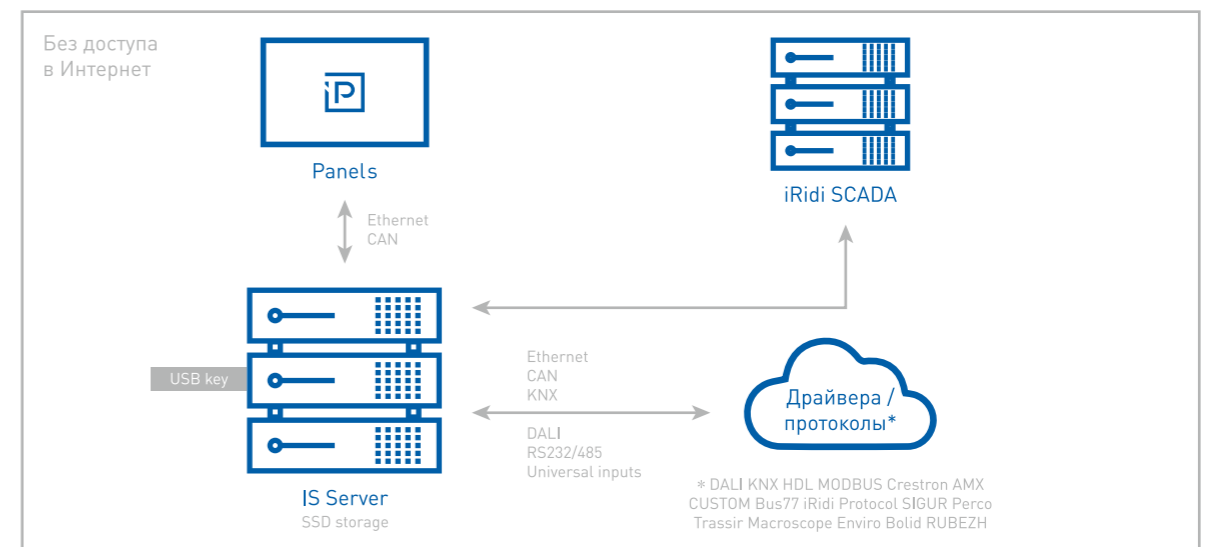 Без доступа
в Интернет
iP
Panels
iRidi SCADA
Ethernet
CAN
USB key
Ethernet
CAN
KNX
DALI
RS232/485
Universal inputs
Драйвера /
протоколы*
IS Server
SSD storage
* DALI KNX HDL MODBUS Crestron AMX
CUSTOM Bus77 iRidi Protocol SIGUR Perco
Trassir Macroscope Enviro Bolid RUBEZH